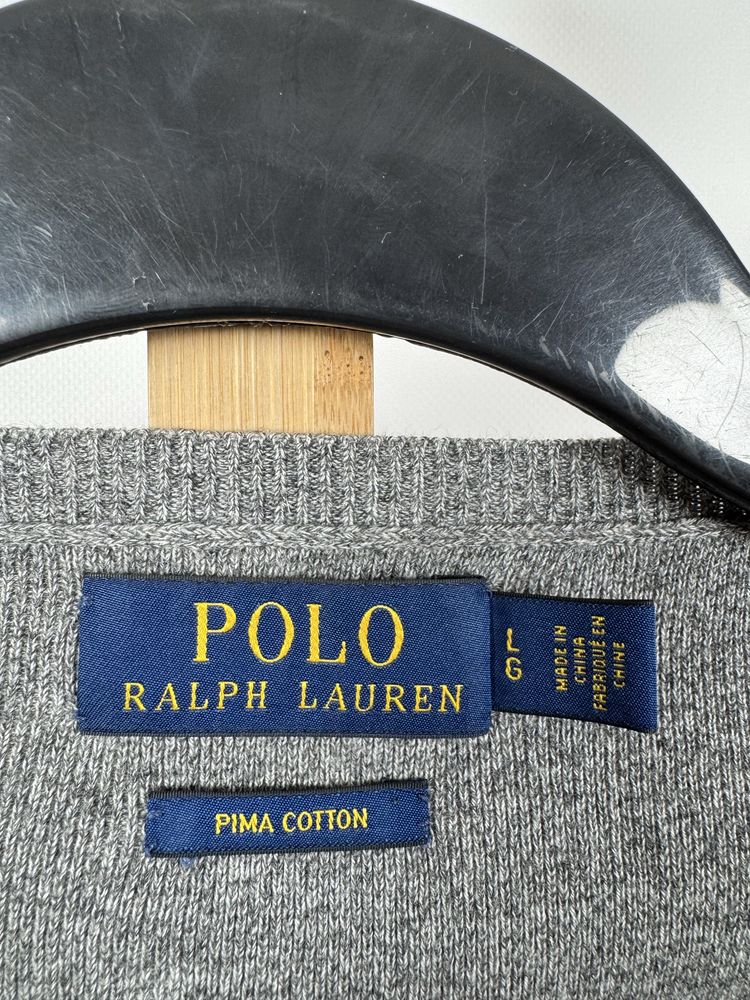 POLO
RALPH LAUREN
L
G
MADE IN
CHINA
FABRIQUÉ EN
CHINE
PIMA COTTON